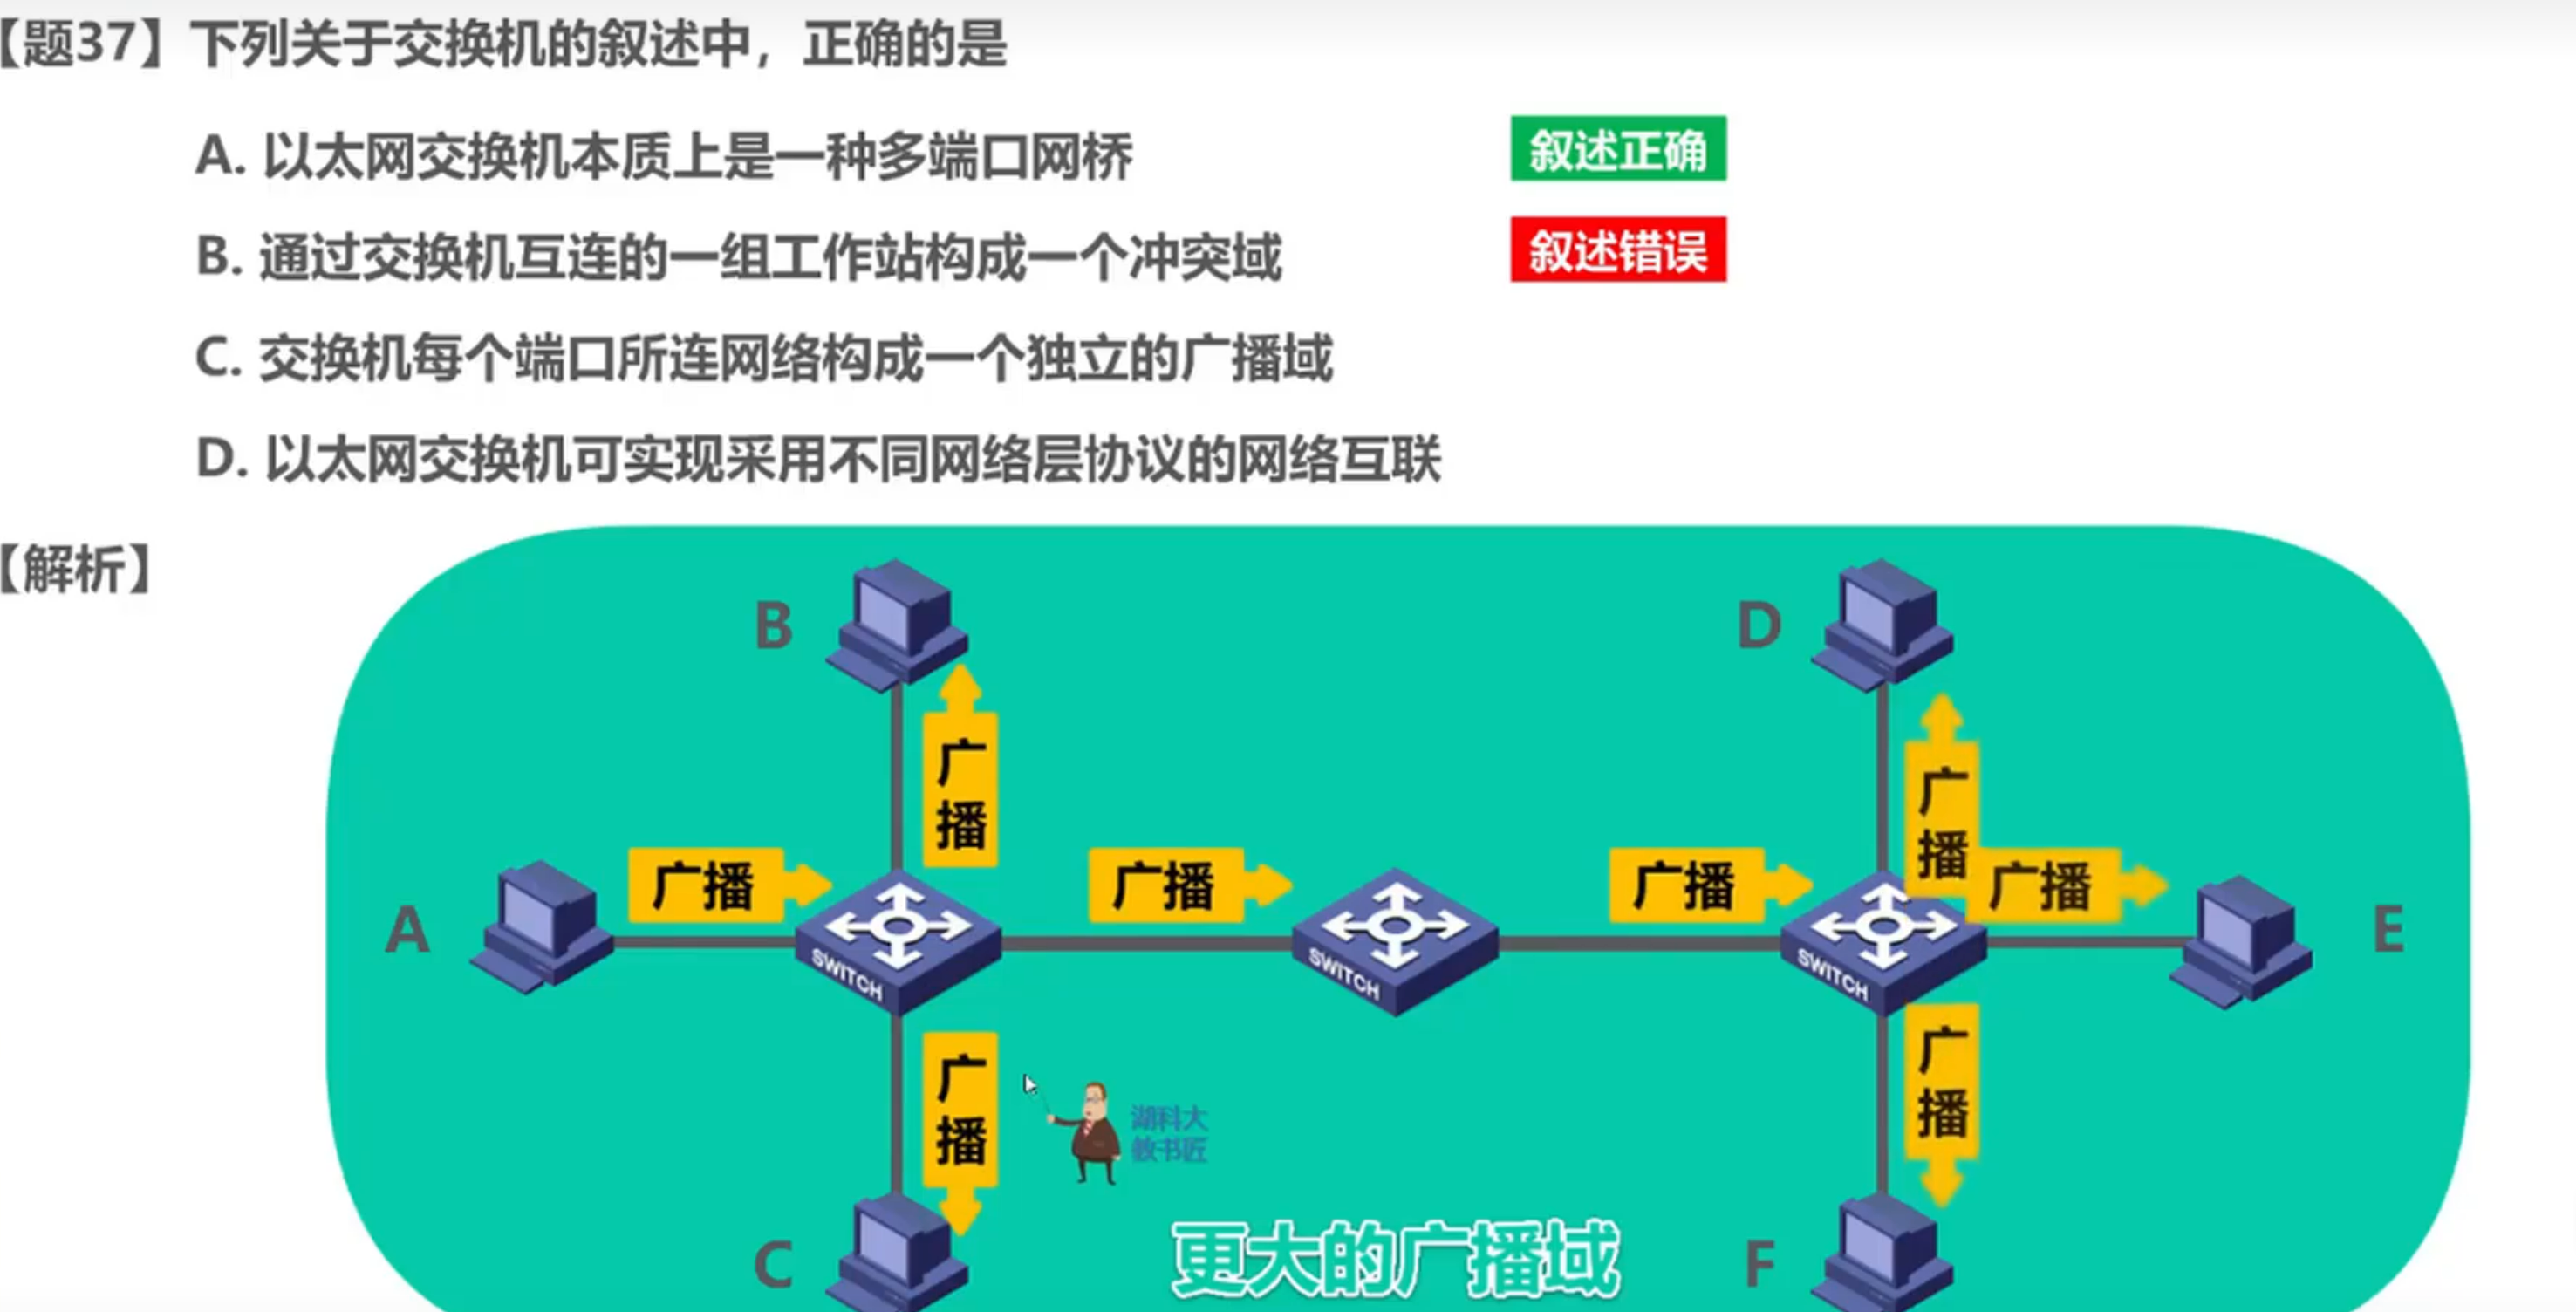 【题37】下列关于交换机的叙述中，正确的是
A. 以太网交换机本质上是一种多端口网桥
叙述正确
B. 通过交换机互连的一组工作站构成一个冲突域
叙述错误
C. 交换机每个端口所连网络构成一个独立的广播域
D. 以太网交换机可实现采用不同网络层协议的网络互联
【解析】
B
D
广播
广播
A
广播
广播
广播
广播
E
SWITCH
SWITCH
SWITCH
广播
广播
湖科大
教书匠
C
更大的广播域
F